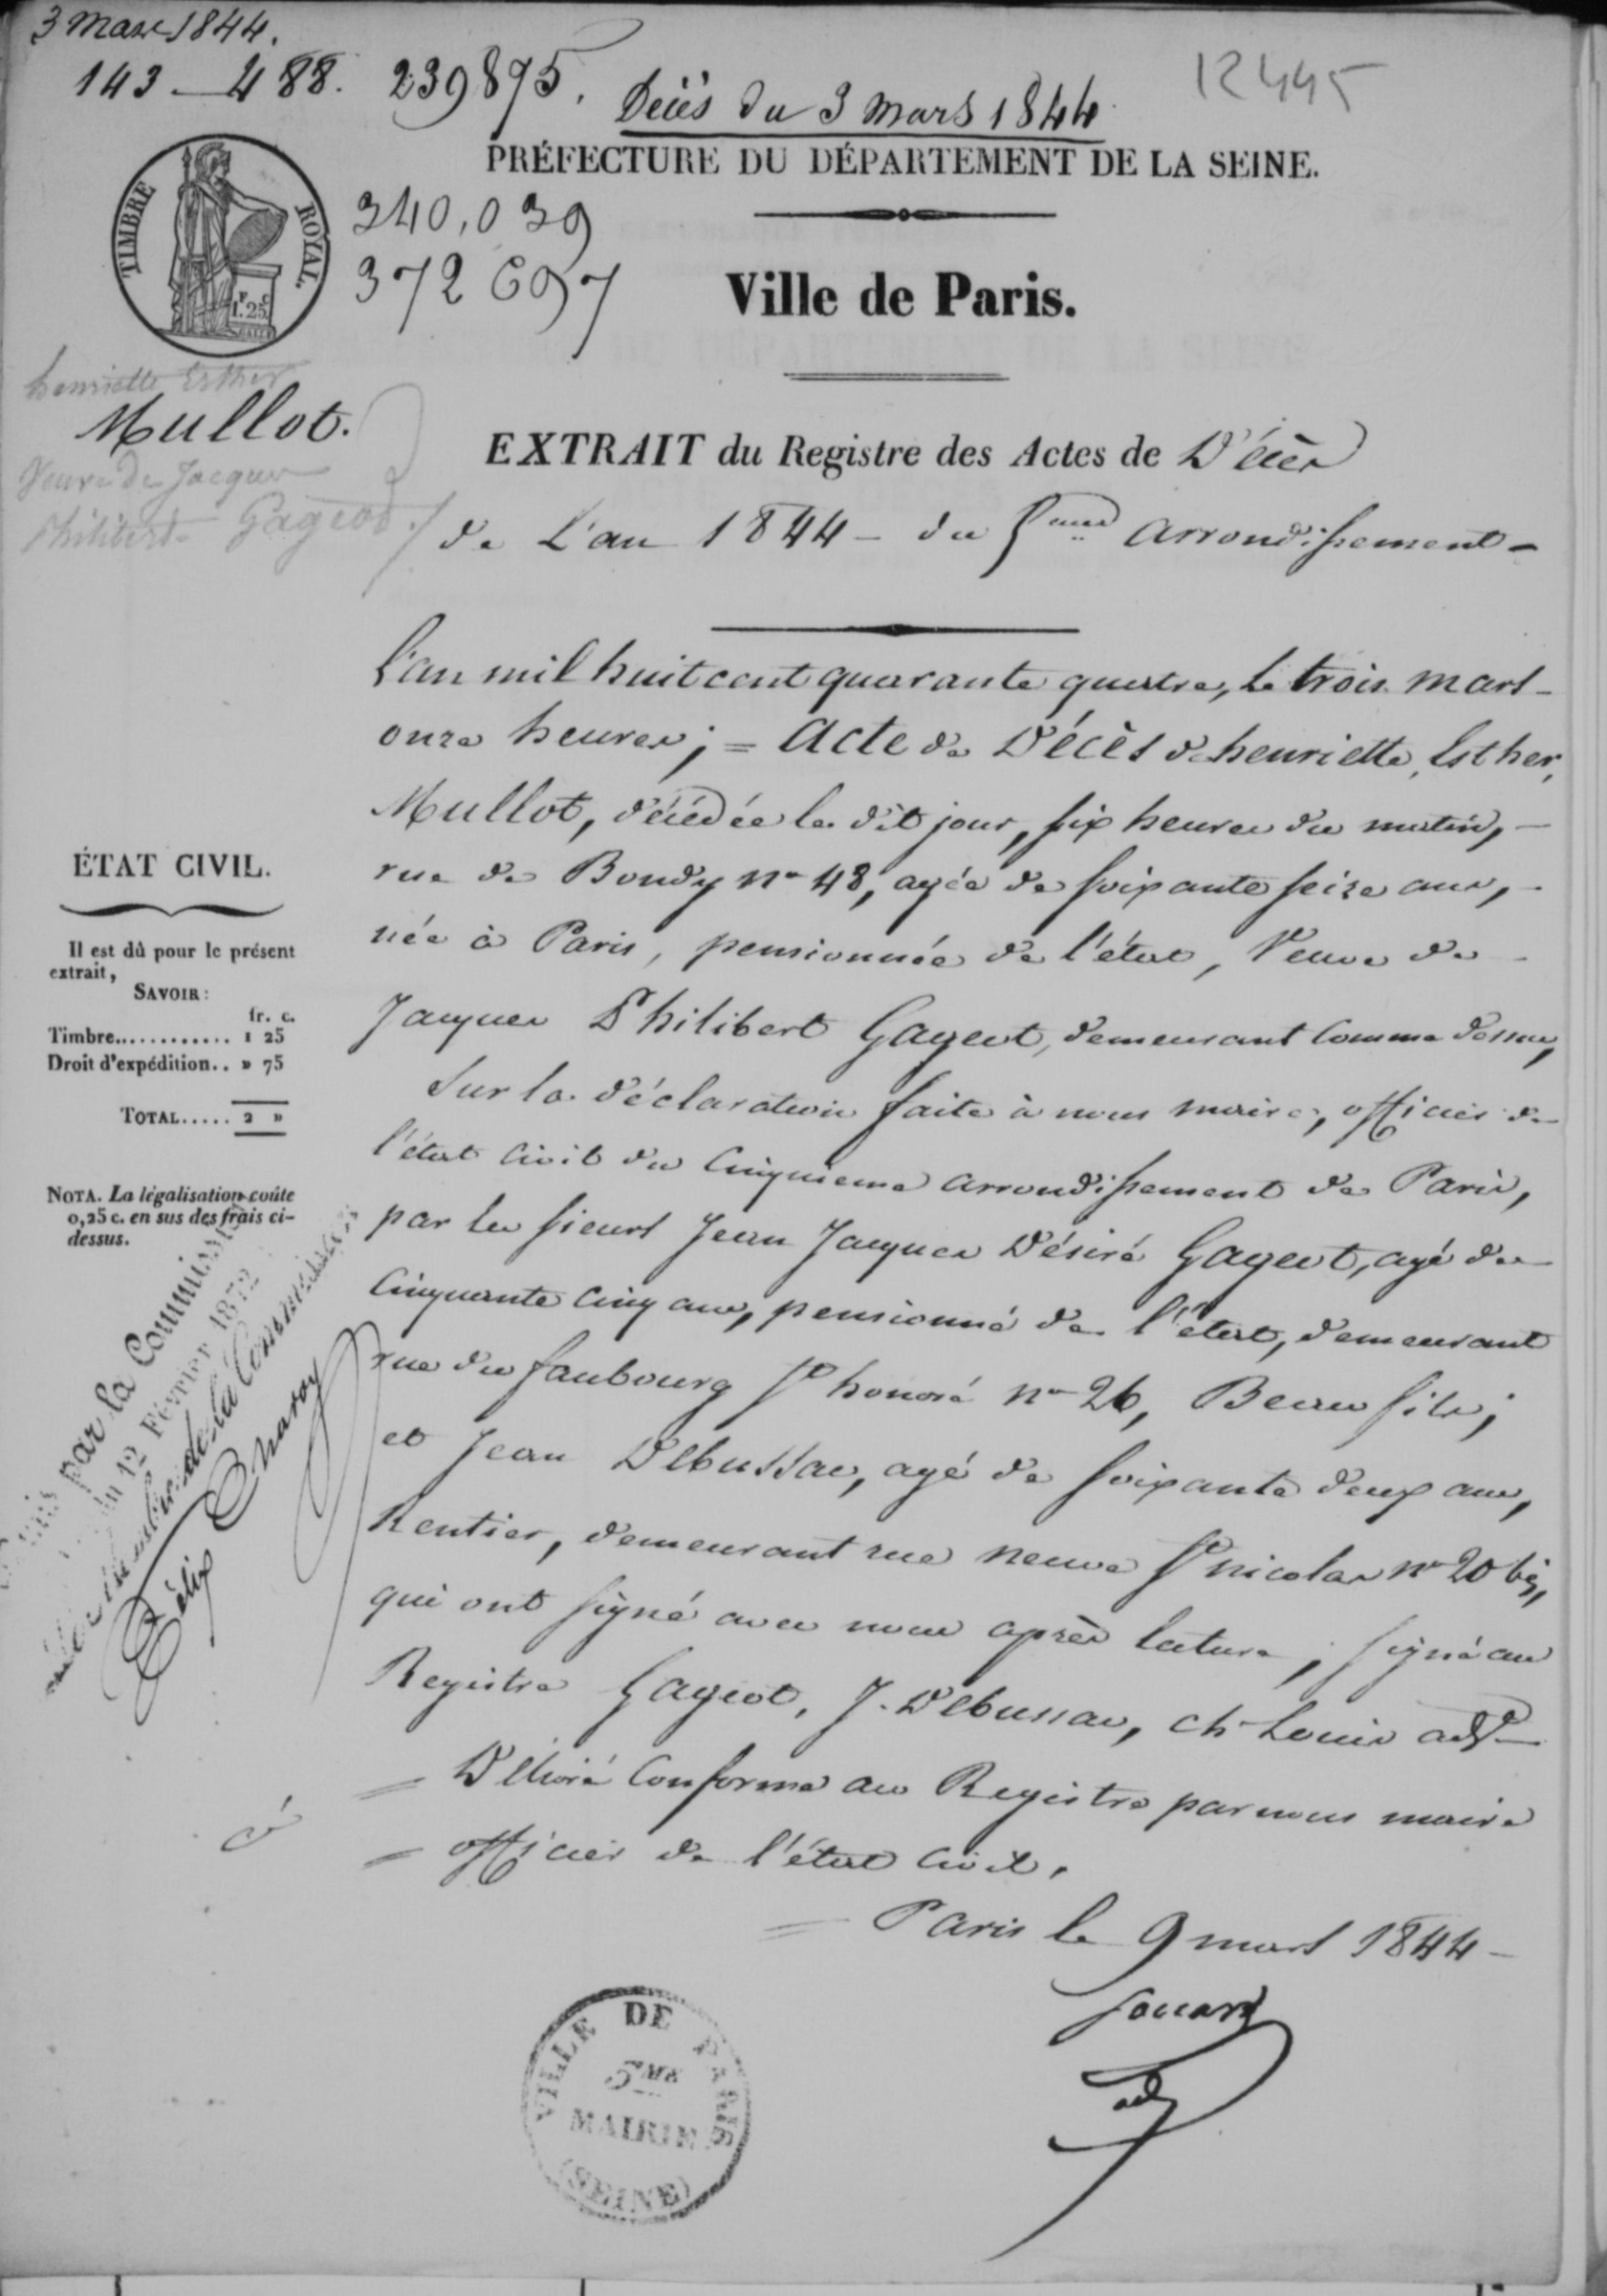 3 Mars 1844.
143 - 488. 239895.
Décès du 3 mars 1844
12445
PRÉFECTURE DU DÉPARTEMENT DE LA SEINE.
TIMBRE ROYAL.
1.25
340,039
372697
Ville de Paris.
henriette Esther
Mullot.
Veuve de Jacques
Philibert Gageot
EXTRAIT du Registre des Actes de Décès
de L'an 1844 - du 5eme arrondissement -
L'an mil huit cent quarante quatre, le trois mars -
onze heures ; = Acte de Décès de henriette, Esther,
Mullot, décédée le dit jour, six heures du matin, -
rue de Bondy n° 48, agée de soixante seize ans, -
née à Paris, pensionnée de l'état, Veuve de -
Jacques Philibert Gageot, demeurant comme dessus,
Sur la déclaration faite à nous maire, officier de
l'état civil du cinquieme arrondissement de Paris,
par les sieurs Jean Jacques Désiré Gageot, agé de
cinquante cinq ans, pensionné de l'état, demeurant
rue du faubourg St honoré n° 26, Beau fils ;
et Jean Debussac, agé de soixante deux ans,
Rentier, demeurant rue neuve St nicolas n° 20 bis,
qui ont signé avec nous après lecture, signé au
Registre Gageot, J. Debussac, ch Louis adt
= Délivré Conforme au Registre par nous maire
= officier de l'état civil,
= Paris le 9 mars 1844 -
adj
ÉTAT CIVIL.
Il est dû pour le présent
extrait,
SAVOIR :
fr. c.
Timbre............ 1 25
Droit d'expédition.. » 75
TOTAL..... 2 »
NOTA. La légalisation coûte
0,25 c. en sus des frais ci-
dessus.
par la Commission
12 Février 1872
de la Commission
Félix Charoy
VILLE DE PARIS
5ME
MAIRIE
(SEINE)